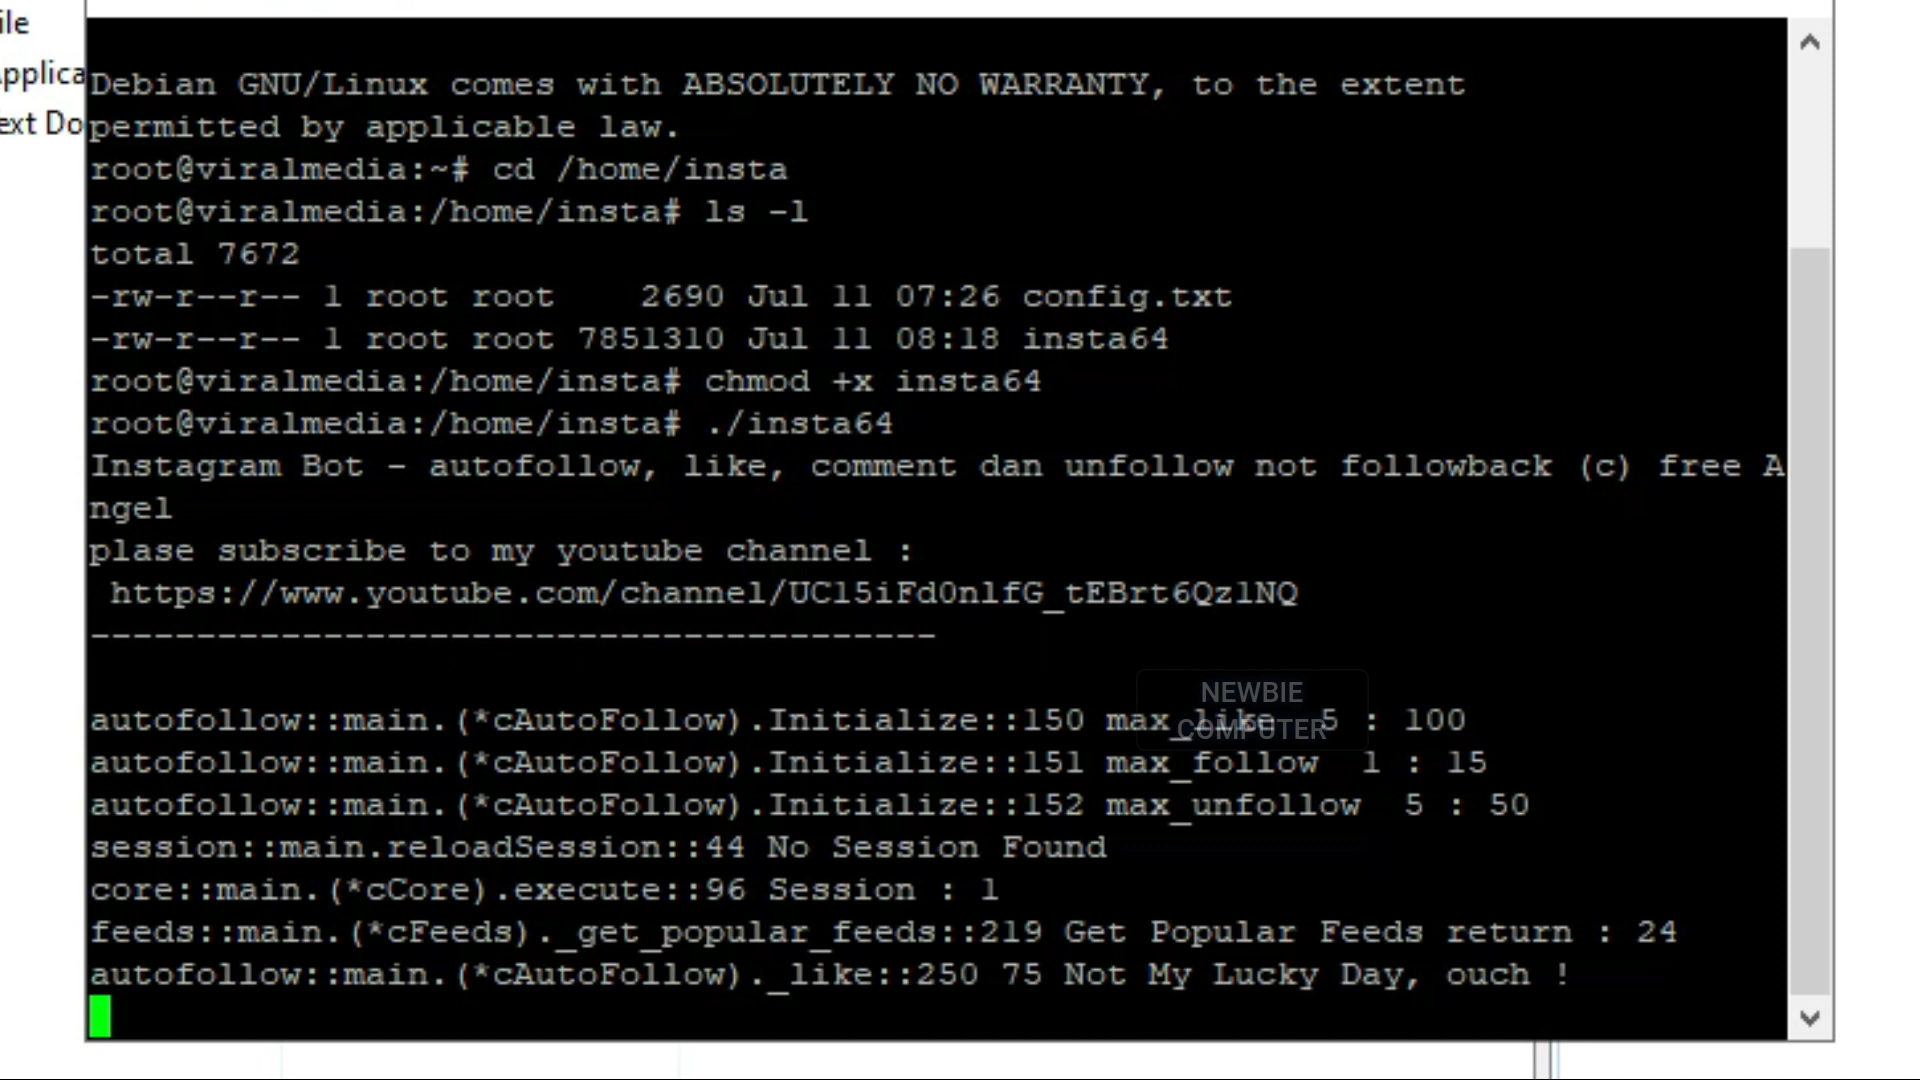 ile
Applica
ext Do
Debian GNU/Linux comes with ABSOLUTELY NO WARRANTY, to the extent
permitted by applicable law.
root@viralmedia:~# cd /home/insta
root@viralmedia:/home/insta# ls -l
total 7672
-rw-r--r-- 1 root root    2690 Jul 11 07:26 config.txt
-rw-r--r-- 1 root root 7851310 Jul 11 08:18 insta64
root@viralmedia:/home/insta# chmod +x insta64
root@viralmedia:/home/insta# ./insta64
Instagram Bot - autofollow, like, comment dan unfollow not followback (c) free A
ngel
plase subscribe to my youtube channel :
 https://www.youtube.com/channel/UCl5iFd0nlfG_tEBrt6QzlNQ
----------------------------------------
NEWBIE
COMPUTER
autofollow::main.(*cAutoFollow).Initialize::150 max_like  5 : 100
autofollow::main.(*cAutoFollow).Initialize::151 max_follow  1 : 15
autofollow::main.(*cAutoFollow).Initialize::152 max_unfollow  5 : 50
session::main.reloadSession::44 No Session Found
core::main.(*cCore).execute::96 Session : 1
feeds::main.(*cFeeds)._get_popular_feeds::219 Get Popular Feeds return : 24
autofollow::main.(*cAutoFollow)._like::250 75 Not My Lucky Day, ouch !